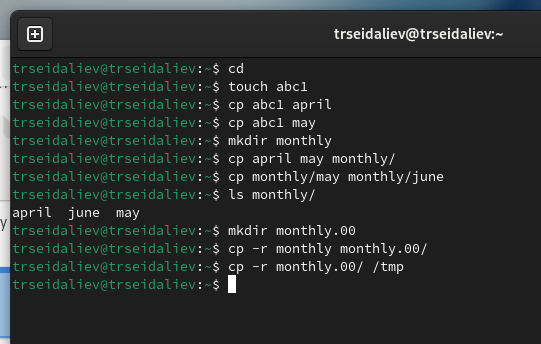 trseidaliev@trseidaliev:~
trseidaliev@trseidaliev:~$ cd
trseidaliev@trseidaliev:~$ touch abc1
trseidaliev@trseidaliev:~$ cp abc1 april
trseidaliev@trseidaliev:~$ cp abc1 may
trseidaliev@trseidaliev:~$ mkdir monthly
trseidaliev@trseidaliev:~$ cp april may monthly/
trseidaliev@trseidaliev:~$ cp monthly/may monthly/june
trseidaliev@trseidaliev:~$ ls monthly/
april  june  may
trseidaliev@trseidaliev:~$ mkdir monthly.00
trseidaliev@trseidaliev:~$ cp -r monthly monthly.00/
trseidaliev@trseidaliev:~$ cp -r monthly.00/ /tmp
trseidaliev@trseidaliev:~$